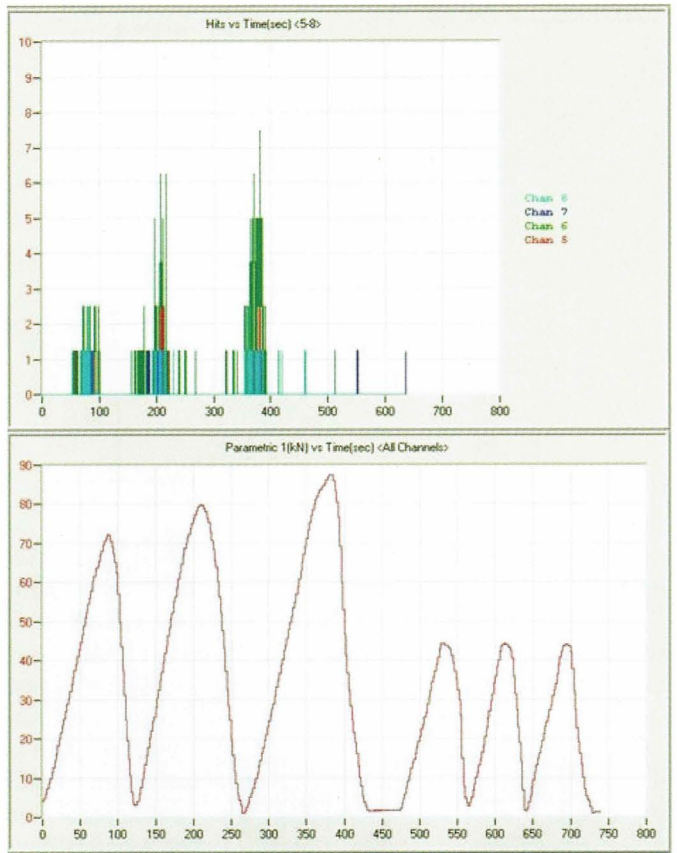 Hits vs Time(sec) <5-8>
10
9
8
7
6
5
4
3
2
1
0
0 100 200 300 400 500 600 700 800
Chan 8
Chan 7
Chan 6
Chan 5
Parametric 1(kN) vs Time(sec) <All Channels>
90
80
70
60
50
40
30
20
10
0
0 50 100 150 200 250 300 350 400 450 500 550 600 650 700 750 800